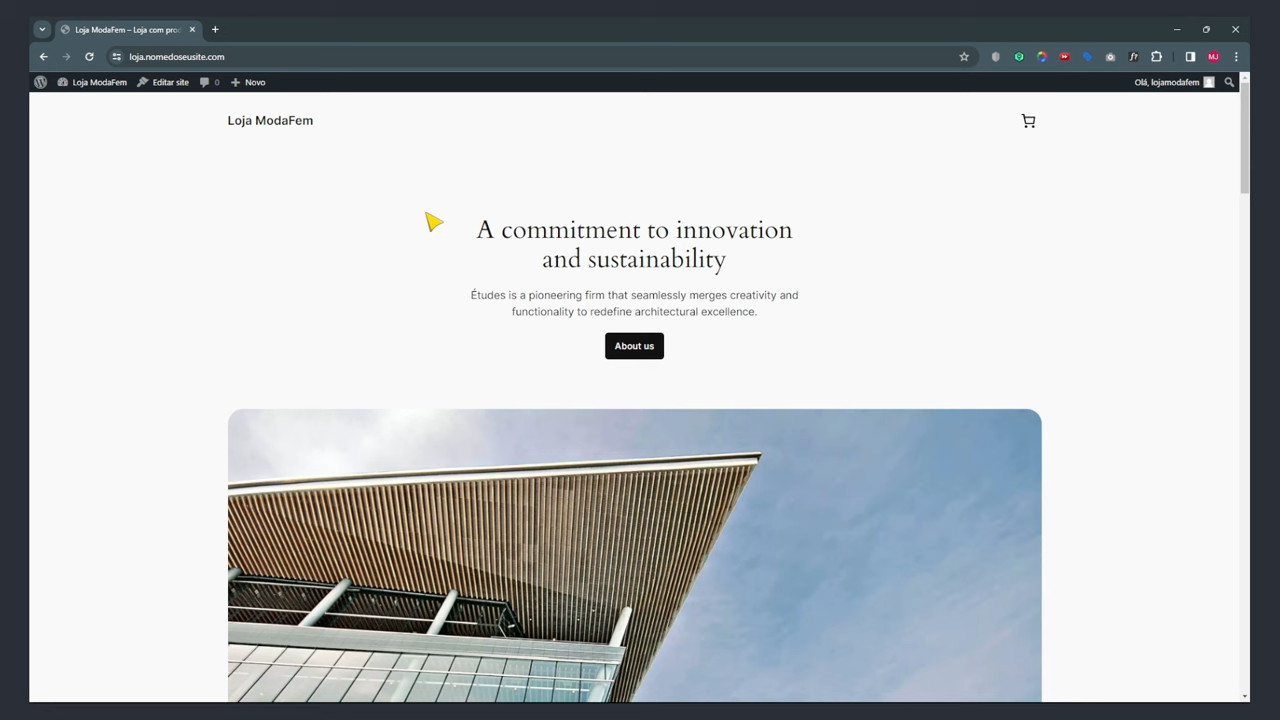 Loja ModaFem – Loja com pro
loja.nomedoseusite.com
MJ
Loja ModaFem Editar site 0 Novo
Olá, lojamodafem
Loja ModaFem
A commitment to innovation
and sustainability
Études is a pioneering firm that seamlessly merges creativity and
functionality to redefine architectural excellence.
About us